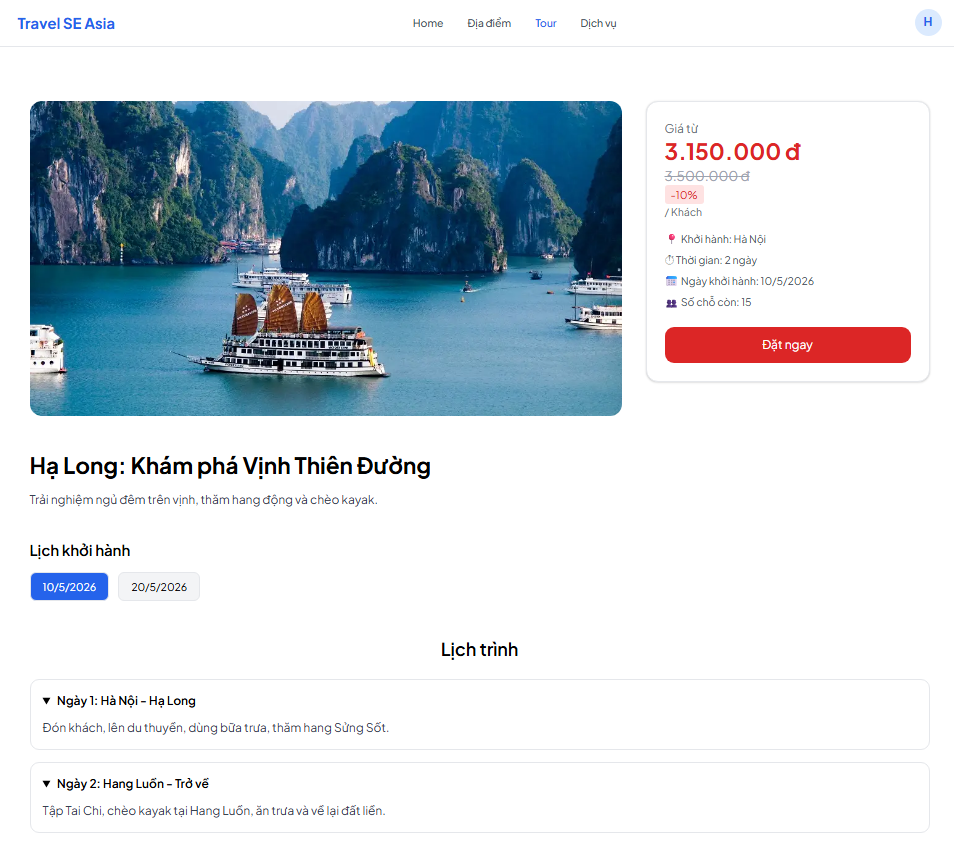 Travel SE Asia
Home
Địa điểm
Tour
Dịch vụ
H
Giá từ
3.150.000 đ
3.500.000 đ
-10%
/ Khách
Khởi hành: Hà Nội
Thời gian: 2 ngày
Ngày khởi hành: 10/5/2026
Số chỗ còn: 15
Đặt ngay
Hạ Long: Khám phá Vịnh Thiên Đường
Trải nghiệm ngủ đêm trên vịnh, thăm hang động và chèo kayak.
Lịch khởi hành
10/5/2026
20/5/2026
Lịch trình
▼ Ngày 1: Hà Nội - Hạ Long
Đón khách, lên du thuyền, dùng bữa trưa, thăm hang Sửng Sốt.
▼ Ngày 2: Hang Luồn - Trở về
Tập Tai Chi, chèo kayak tại Hang Luồn, ăn trưa và về lại đất liền.